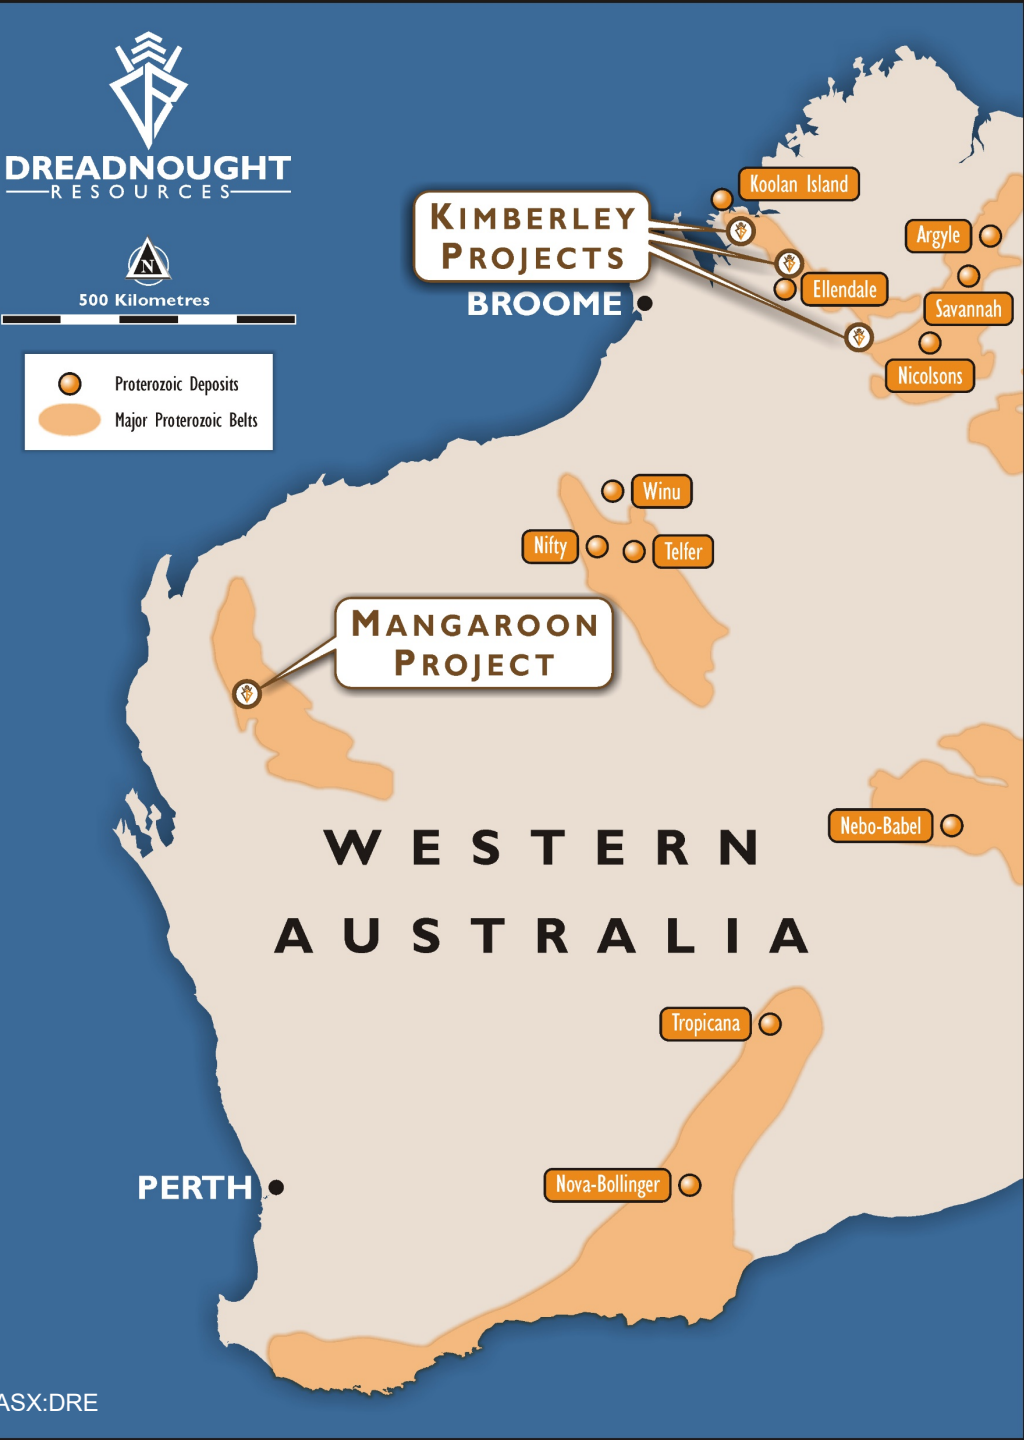 DREADNOUGHT
RESOURCES
N
500 Kilometres
Proterozoic Deposits
Major Proterozoic Belts
Koolan Island
KIMBERLEY
PROJECTS
Argyle
BROOME
Ellendale
Savannah
Nicolsons
Winu
Nifty
Telfer
MANGAROON
PROJECT
Nebo-Babel
WESTERN
AUSTRALIA
Tropicana
PERTH
Nova-Bollinger
ASX:DRE